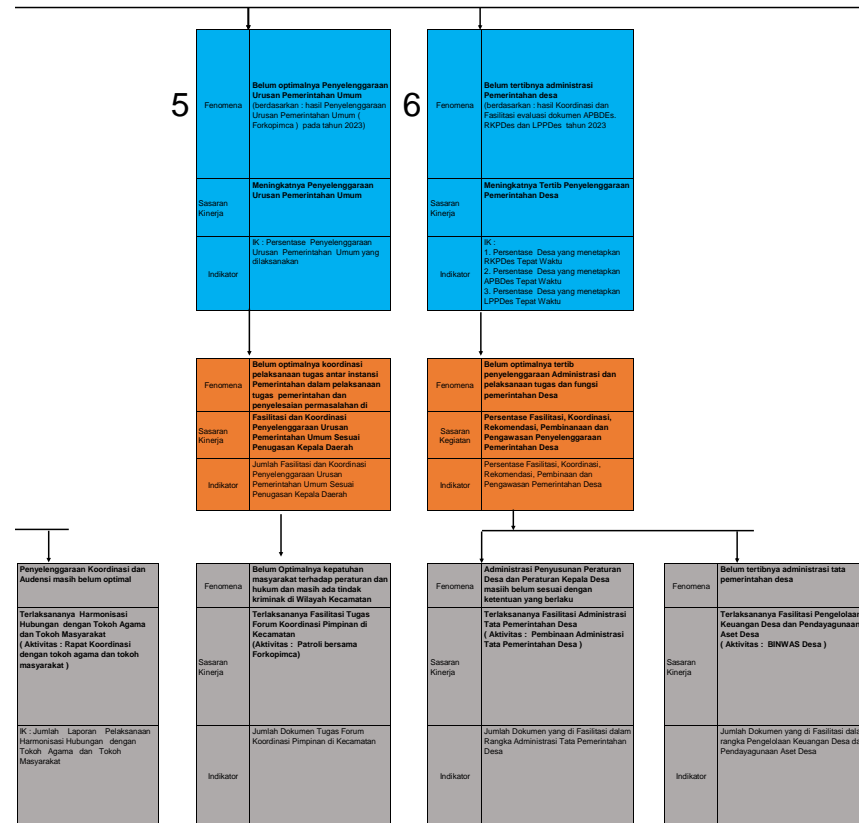 5
Fenomena
Belum optimalnya Penyelenggaraan
Urusan Pemerintahan Umum
(berdasarkan : hasil Penyelenggaraan
Urusan Pemerintahan Umum (
Forkopimca ) pada tahun 2023)
Sasaran
Kinerja
Meningkatnya Penyelenggaraan
Urusan Pemerintahan Umum
Indikator
IK : Persentase Penyelenggaraan
Urusan Pemerintahan Umum yang
dilaksanakan
6
Fenomena
Belum tertibnya administrasi
Pemerintahan desa
(berdasarkan : hasil Koordinasi dan
Fasilitasi evaluasi dokumen APBDEs.
RKPDes dan LPPDes tahun 2023
Sasaran
Kinerja
Meningkatnya Tertib Penyelenggaraan
Pemerintahan Desa
Indikator
IK :
1. Persentase Desa yang menetapkan
RKPDes Tepat Waktu
2. Persentase Desa yang menetapkan
APBDes Tepat Waktu
3. Persentase Desa yang menetapkan
LPPDes Tepat Waktu
Fenomena
Belum optimalnya koordinasi
pelaksanaan tugas antar instansi
Pemerintahan dalam pelaksanaan
tugas pemerintahan dan
penyelesaian permasalahan di
Sasaran
Kinerja
Fasilitasi dan Koordinasi
Penyelenggaraan Urusan
Pemerintahan Umum Sesuai
Penugasan Kepala Daerah
Indikator
Jumlah Fasilitasi dan Koordinasi
Penyelenggaraan Urusan
Pemerintahan Umum Sesuai
Penugasan Kepala Daerah
Fenomena
Belum optimalnya tertib
penyelenggaraan Administrasi dan
pelaksanaan tugas dan fungsi
pemerintahan Desa
Sasaran
Kegiatan
Persentase Fasilitasi, Koordinasi,
Rekomendasi, Pembinanaan dan
Pengawasan Penyelenggaraan
Pemerintahan Desa
Indikator
Persentase Fasilitasi, Koordinasi,
Rekomendasi, Pembinaan dan
Pengawasan Pemerintahan Desa
Penyelenggaraan Koordinasi dan
Audensi masih belum optimal
Terlaksananya Harmonisasi
Hubungan dengan Tokoh Agama
dan Tokoh Masyarakat
( Aktivitas : Rapat Koordinasi
dengan tokoh agama dan tokoh
masyarakat )
IK : Jumlah Laporan Pelaksanaan
Harmonisasi Hubungan dengan
Tokoh Agama dan Tokoh
Masyarakat
Fenomena
Belum Optimalnya kepatuhan
masyarakat terhadap peraturan dan
hukum dan masih ada tindak
kriminak di Wilayah Kecamatan
Sasaran
Kinerja
Terlaksananya Fasilitasi Tugas
Forum Koordinasi Pimpinan di
Kecamatan
(Aktivitas : Patroli bersama
Forkopimca)
Indikator
Jumlah Dokumen Tugas Forum
Koordinasi Pimpinan di Kecamatan
Fenomena
Administrasi Penyusunan Peraturan
Desa dan Peraturan Kepala Desa
masiih belum sesuai dengan
ketentuan yang berlaku
Sasaran
Kinerja
Terlaksananya Fasilitasi Administrasi
Tata Pemerintahan Desa
( Aktivitas : Pembinaan Administrasi
Tata Pemerintahan Desa )
Indikator
Jumlah Dokumen yang di Fasilitasi dalam
Rangka Administrasi Tata Pemerintahan
Desa
Fenomena
Belum tertibnya administrasi tata
pemerintahan desa
Sasaran
Kinerja
Terlaksananya Fasilitasi Pengelolaan
Keuangan Desa dan Pendayagunaan
Aset Desa
( Aktivitas : BINWAS Desa )
Indikator
Jumlah Dokumen yang di Fasilitasi dala
rangka Pengelolaan Keuangan Desa da
Pendayagunaan Aset Desa